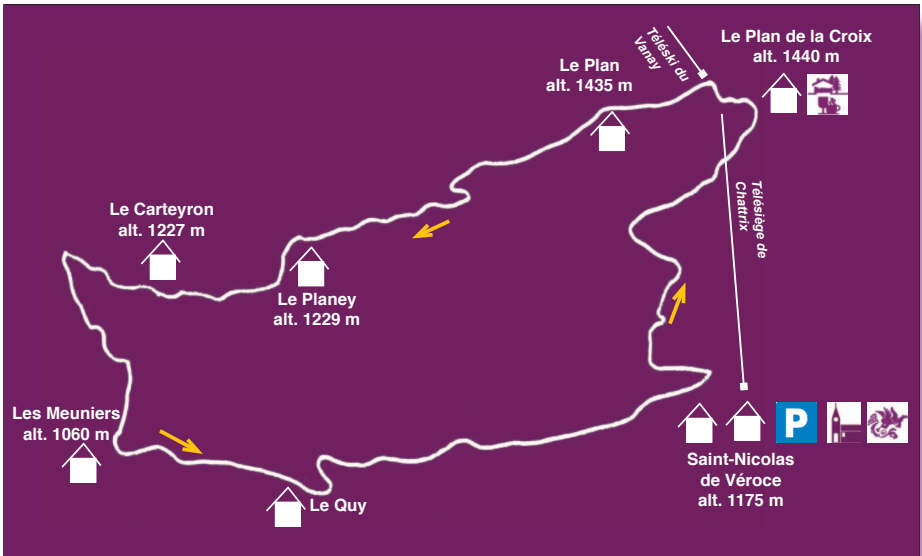 Téléski du
Vanay
Le Plan de la Croix
alt. 1440 m
Le Plan
alt. 1435 m
Télésiège de
Chattrix
Le Carteyron
alt. 1227 m
Le Planey
alt. 1229 m
Les Meuniers
alt. 1060 m
P
Saint-Nicolas
de Véroce
alt. 1175 m
Le Quy